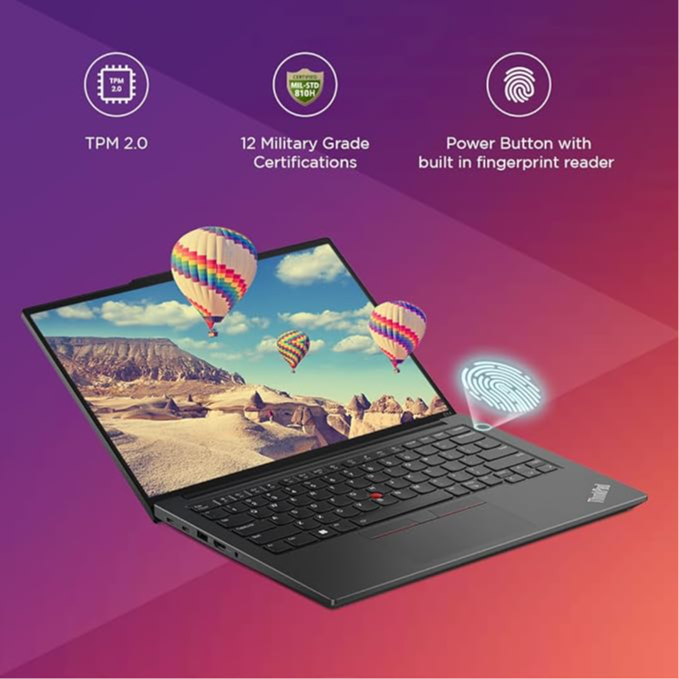 TPM
2.0
CERTIFIED
MIL-STD
810H
TPM 2.0
12 Military Grade
Certifications
Power Button with
built in fingerprint reader
ThinkPad